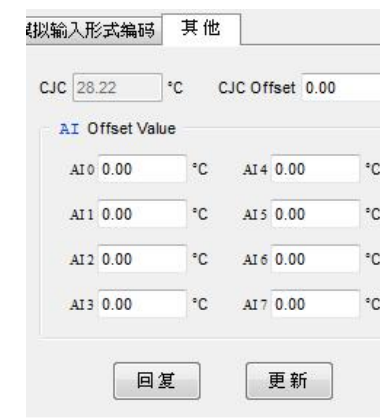 拟输入形式编码 其他
CJC 28.22 °C CJC Offset 0.00
AI Offset Value
AI0 0.00 °C AI4 0.00 °C
AI1 0.00 °C AI5 0.00 °C
AI2 0.00 °C AI6 0.00 °C
AI3 0.00 °C AI7 0.00 °C
回复 更新